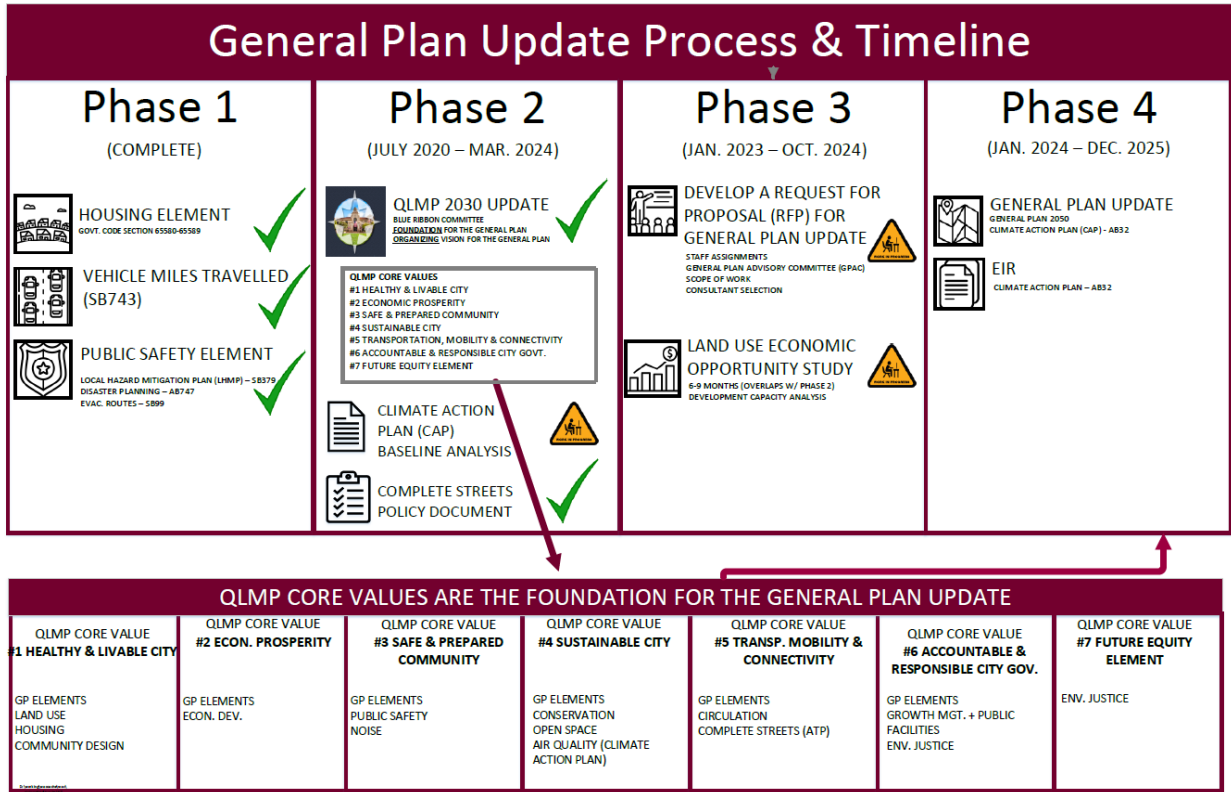 General Plan Update Process & Timeline
Phase 1
(COMPLETE)
HOUSING ELEMENT
GOVT. CODE SECTION 65580-65589
VEHICLE MILES TRAVELLED
(SB743)
PUBLIC SAFETY ELEMENT
LOCAL HAZARD MITIGATION PLAN (LHMP) – SB379
DISASTER PLANNING – AB747
EVAC. ROUTES – SB99
Phase 2
(JULY 2020 – MAR. 2024)
QLMP 2030 UPDATE
BLUE RIBBON COMMITTEE
FOUNDATION FOR THE GENERAL PLAN
ORGANIZING VISION FOR THE GENERAL PLAN
QLMP CORE VALUES
#1 HEALTHY & LIVABLE CITY
#2 ECONOMIC PROSPERITY
#3 SAFE & PREPARED COMMUNITY
#4 SUSTAINABLE CITY
#5 TRANSPORTATION, MOBILITY & CONNECTIVITY
#6 ACCOUNTABLE & RESPONSIBLE CITY GOVT.
#7 FUTURE EQUITY ELEMENT
CLIMATE ACTION
PLAN (CAP)
BASELINE ANALYSIS
WORK IN PROGRESS
COMPLETE STREETS
POLICY DOCUMENT
Phase 3
(JAN. 2023 – OCT. 2024)
DEVELOP A REQUEST FOR
PROPOSAL (RFP) FOR
GENERAL PLAN UPDATE
STAFF ASSIGNMENTS
GENERAL PLAN ADVISORY COMMITTEE (GPAC)
SCOPE OF WORK
CONSULTANT SELECTION
WORK IN PROGRESS
LAND USE ECONOMIC
OPPORTUNITY STUDY
6-9 MONTHS (OVERLAPS W/ PHASE 2)
DEVELOPMENT CAPACITY ANALYSIS
WORK IN PROGRESS
Phase 4
(JAN. 2024 – DEC. 2025)
GENERAL PLAN UPDATE
GENERAL PLAN 2050
CLIMATE ACTION PLAN (CAP) - AB32
EIR
CLIMATE ACTION PLAN – AB32
QLMP CORE VALUES ARE THE FOUNDATION FOR THE GENERAL PLAN UPDATE
QLMP CORE VALUE
#1 HEALTHY & LIVABLE CITY
GP ELEMENTS
LAND USE
HOUSING
COMMUNITY DESIGN
QLMP CORE VALUE
#2 ECON. PROSPERITY
GP ELEMENTS
ECON. DEV.
QLMP CORE VALUE
#3 SAFE & PREPARED
COMMUNITY
GP ELEMENTS
PUBLIC SAFETY
NOISE
QLMP CORE VALUE
#4 SUSTAINABLE CITY
GP ELEMENTS
CONSERVATION
OPEN SPACE
AIR QUALITY (CLIMATE
ACTION PLAN)
QLMP CORE VALUE
#5 TRANSP. MOBILITY &
CONNECTIVITY
GP ELEMENTS
CIRCULATION
COMPLETE STREETS (ATP)
QLMP CORE VALUE
#6 ACCOUNTABLE &
RESPONSIBLE CITY GOV.
GP ELEMENTS
GROWTH MGT. + PUBLIC
FACILITIES
ENV. JUSTICE
QLMP CORE VALUE
#7 FUTURE EQUITY
ELEMENT
ENV. JUSTICE